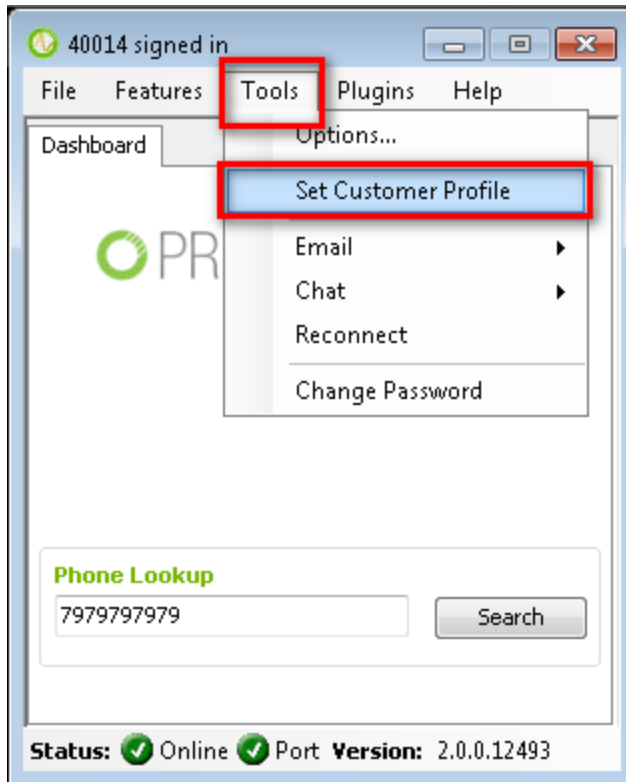 40014 signed in
File Features Tools Plugins Help
Dashboard
Options...
Set Customer Profile
PR
Email
Chat
Reconnect
Change Password
Phone Lookup
7979797979
Search
Status: Online Port Version: 2.0.0.12493